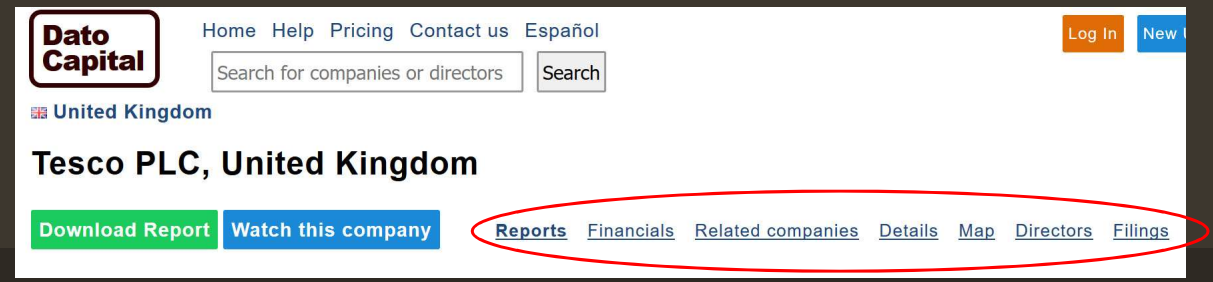 Dato Capital
Home Help Pricing Contact us Español
Log In New
Search for companies or directors Search
United Kingdom
Tesco PLC, United Kingdom
Download Report Watch this company Reports Financials Related companies Details Map Directors Filings